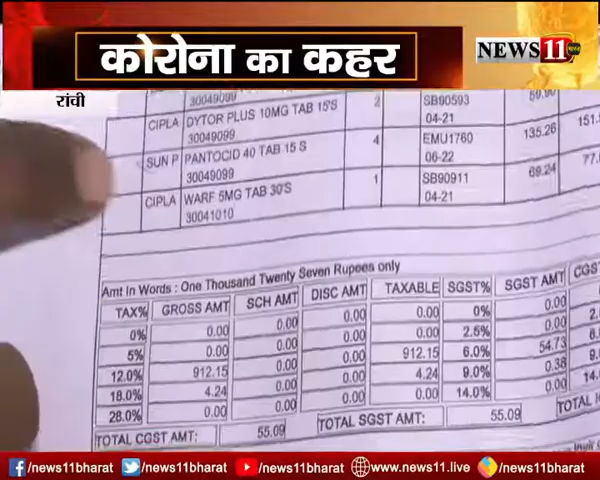 कोरोना का कहर
NEWS 11 भारत
रांची
30049099
CIPLA DYTOR PLUS 10MG TAB 15'S 2 SB90593
30049099 04-21
SUN P PANTOCID 40 TAB 15 S 4 EMU1760 135.26
30049099 06-22
CIPLA WARF 5MG TAB 30'S 1 SB90911 69.24
30041010 04-21
Amt In Words : One Thousand Twenty Seven Rupees only
TAX% GROSS AMT SCH AMT DISC AMT TAXABLE SGST% SGST AMT
0% 0.00 0.00 0.00 0.00 0% 0.00
5% 0.00 0.00 0.00 0.00 2.5% 0.00
12.0% 912.15 0.00 0.00 912.15 6.0% 54.73
18.0% 4.24 0.00 0.00 4.24 9.0% 0.38
28.0% 0.00 0.00 0.00 0.00 14.0% 0.00
TOTAL CGST AMT: 55.09 TOTAL SGST AMT: 55.09
/news11bharat /news11bharat /news11bharat www.news11.live /news11bharat